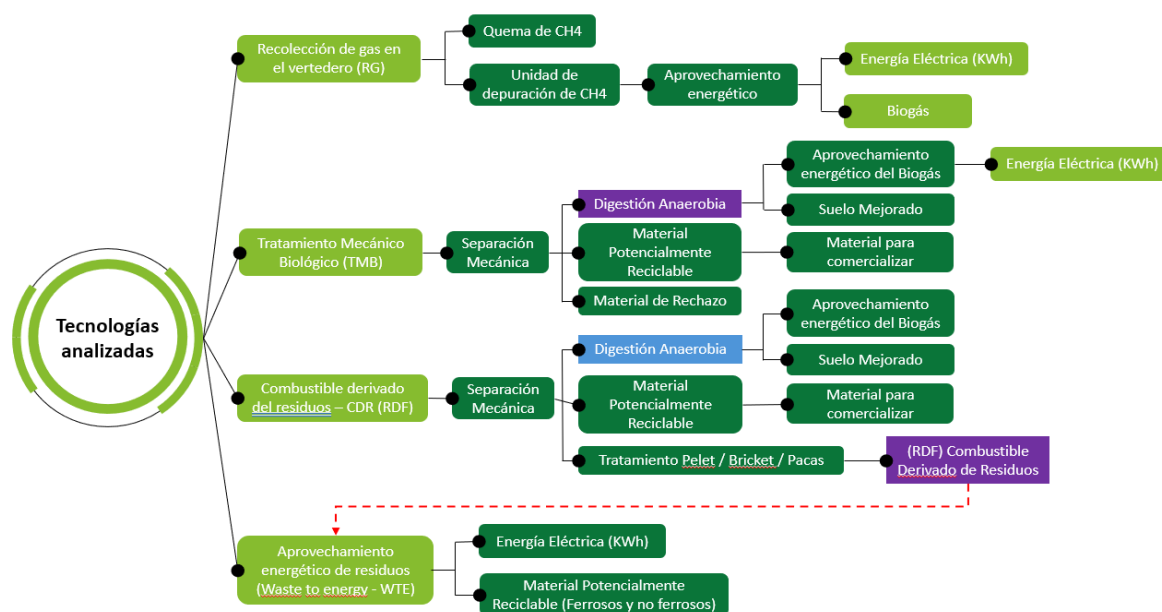 Tecnologías
analizadas
Recolección de gas en
el vertedero (RG)
Quema de CH4
Unidad de
depuración de CH4
Aprovechamiento
energético
Energía Eléctrica (KWh)
Biogás
Tratamiento Mecánico
Biológico (TMB)
Separación
Mecánica
Digestión Anaerobia
Aprovechamiento
energético del Biogás
Energía Eléctrica (KWh)
Suelo Mejorado
Material
Potencialmente
Reciclable
Material para
comercializar
Material de Rechazo
Combustible derivado
del residuos – CDR (RDF)
Separación
Mecánica
Digestión Anaerobia
Aprovechamiento
energético del Biogás
Suelo Mejorado
Material
Potencialmente
Reciclable
Material para
comercializar
Tratamiento Pelet / Bricket / Pacas
(RDF) Combustible
Derivado de Residuos
Aprovechamiento
energético de residuos
(Waste to energy - WTE)
Energía Eléctrica (KWh)
Material Potencialmente
Reciclable (Ferrosos y no ferrosos)